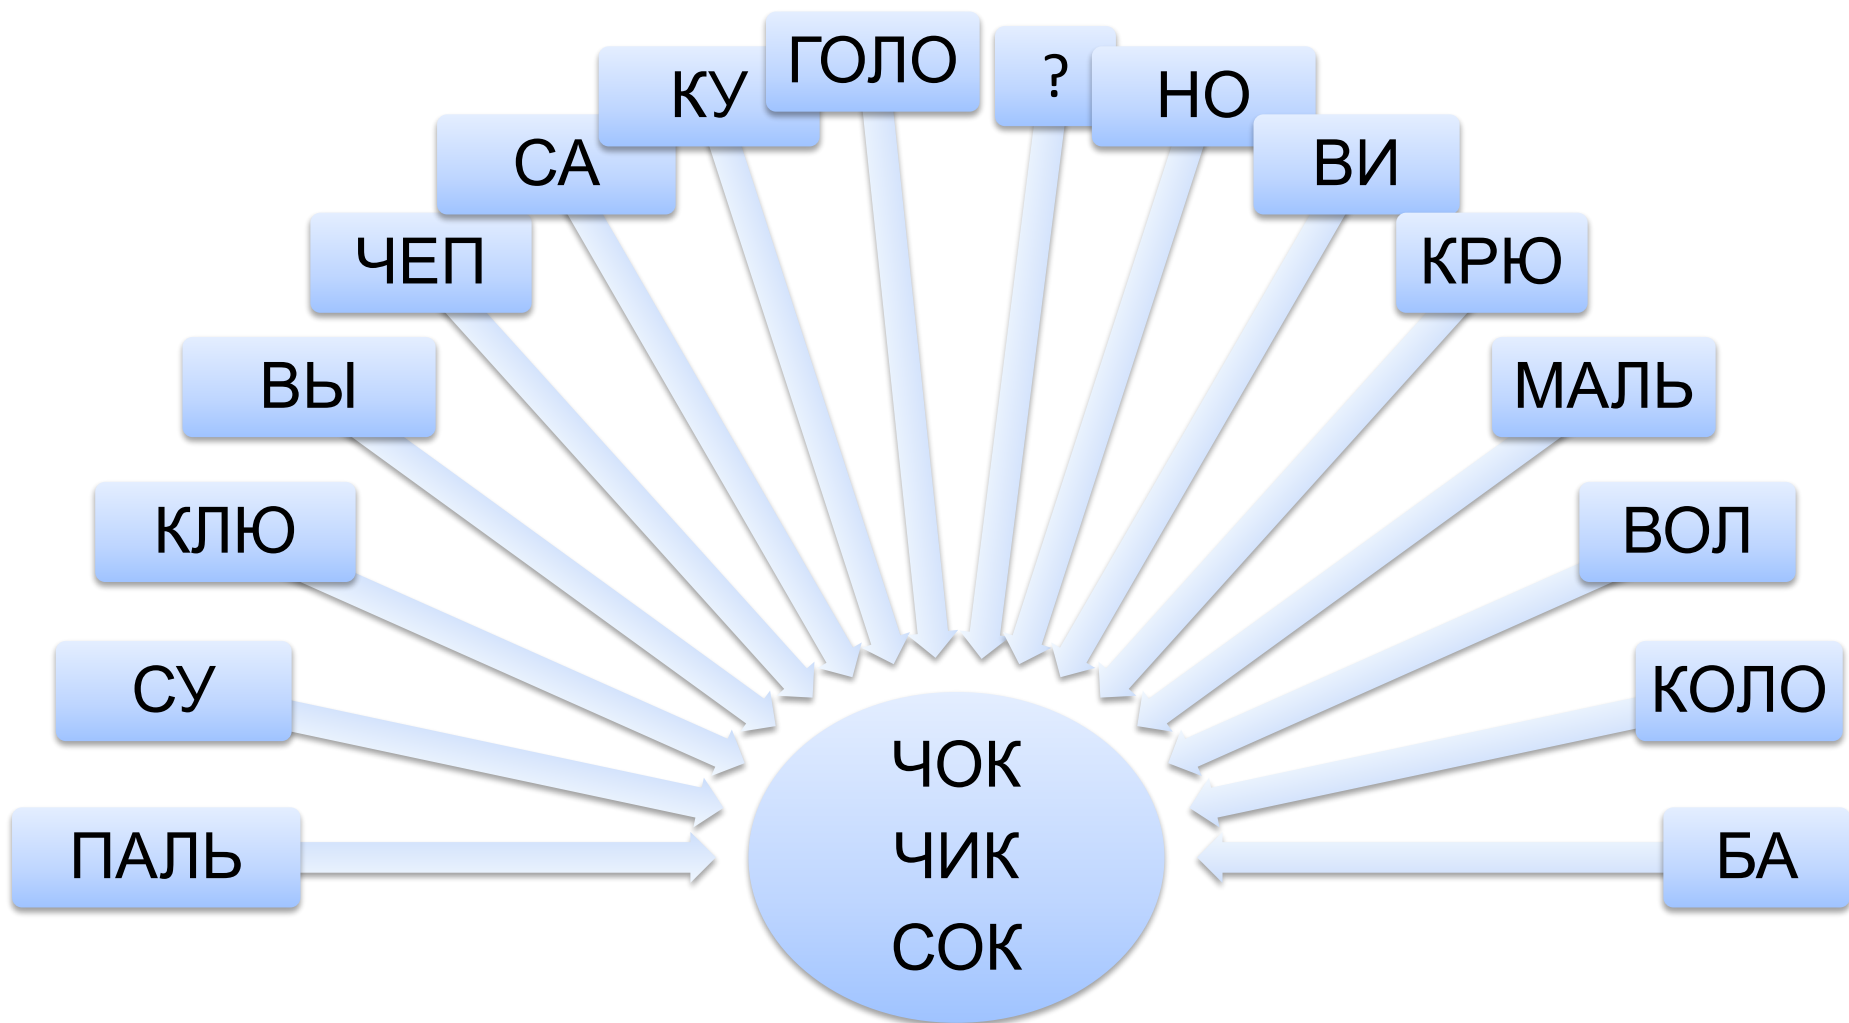 ГОЛО
?
КУ
НО
СА
ВИ
ЧЕП
КРЮ
ВЫ
МАЛЬ
КЛЮ
ВОЛ
СУ
КОЛО
ПАЛЬ
БА
ЧОК
ЧИК
СОК